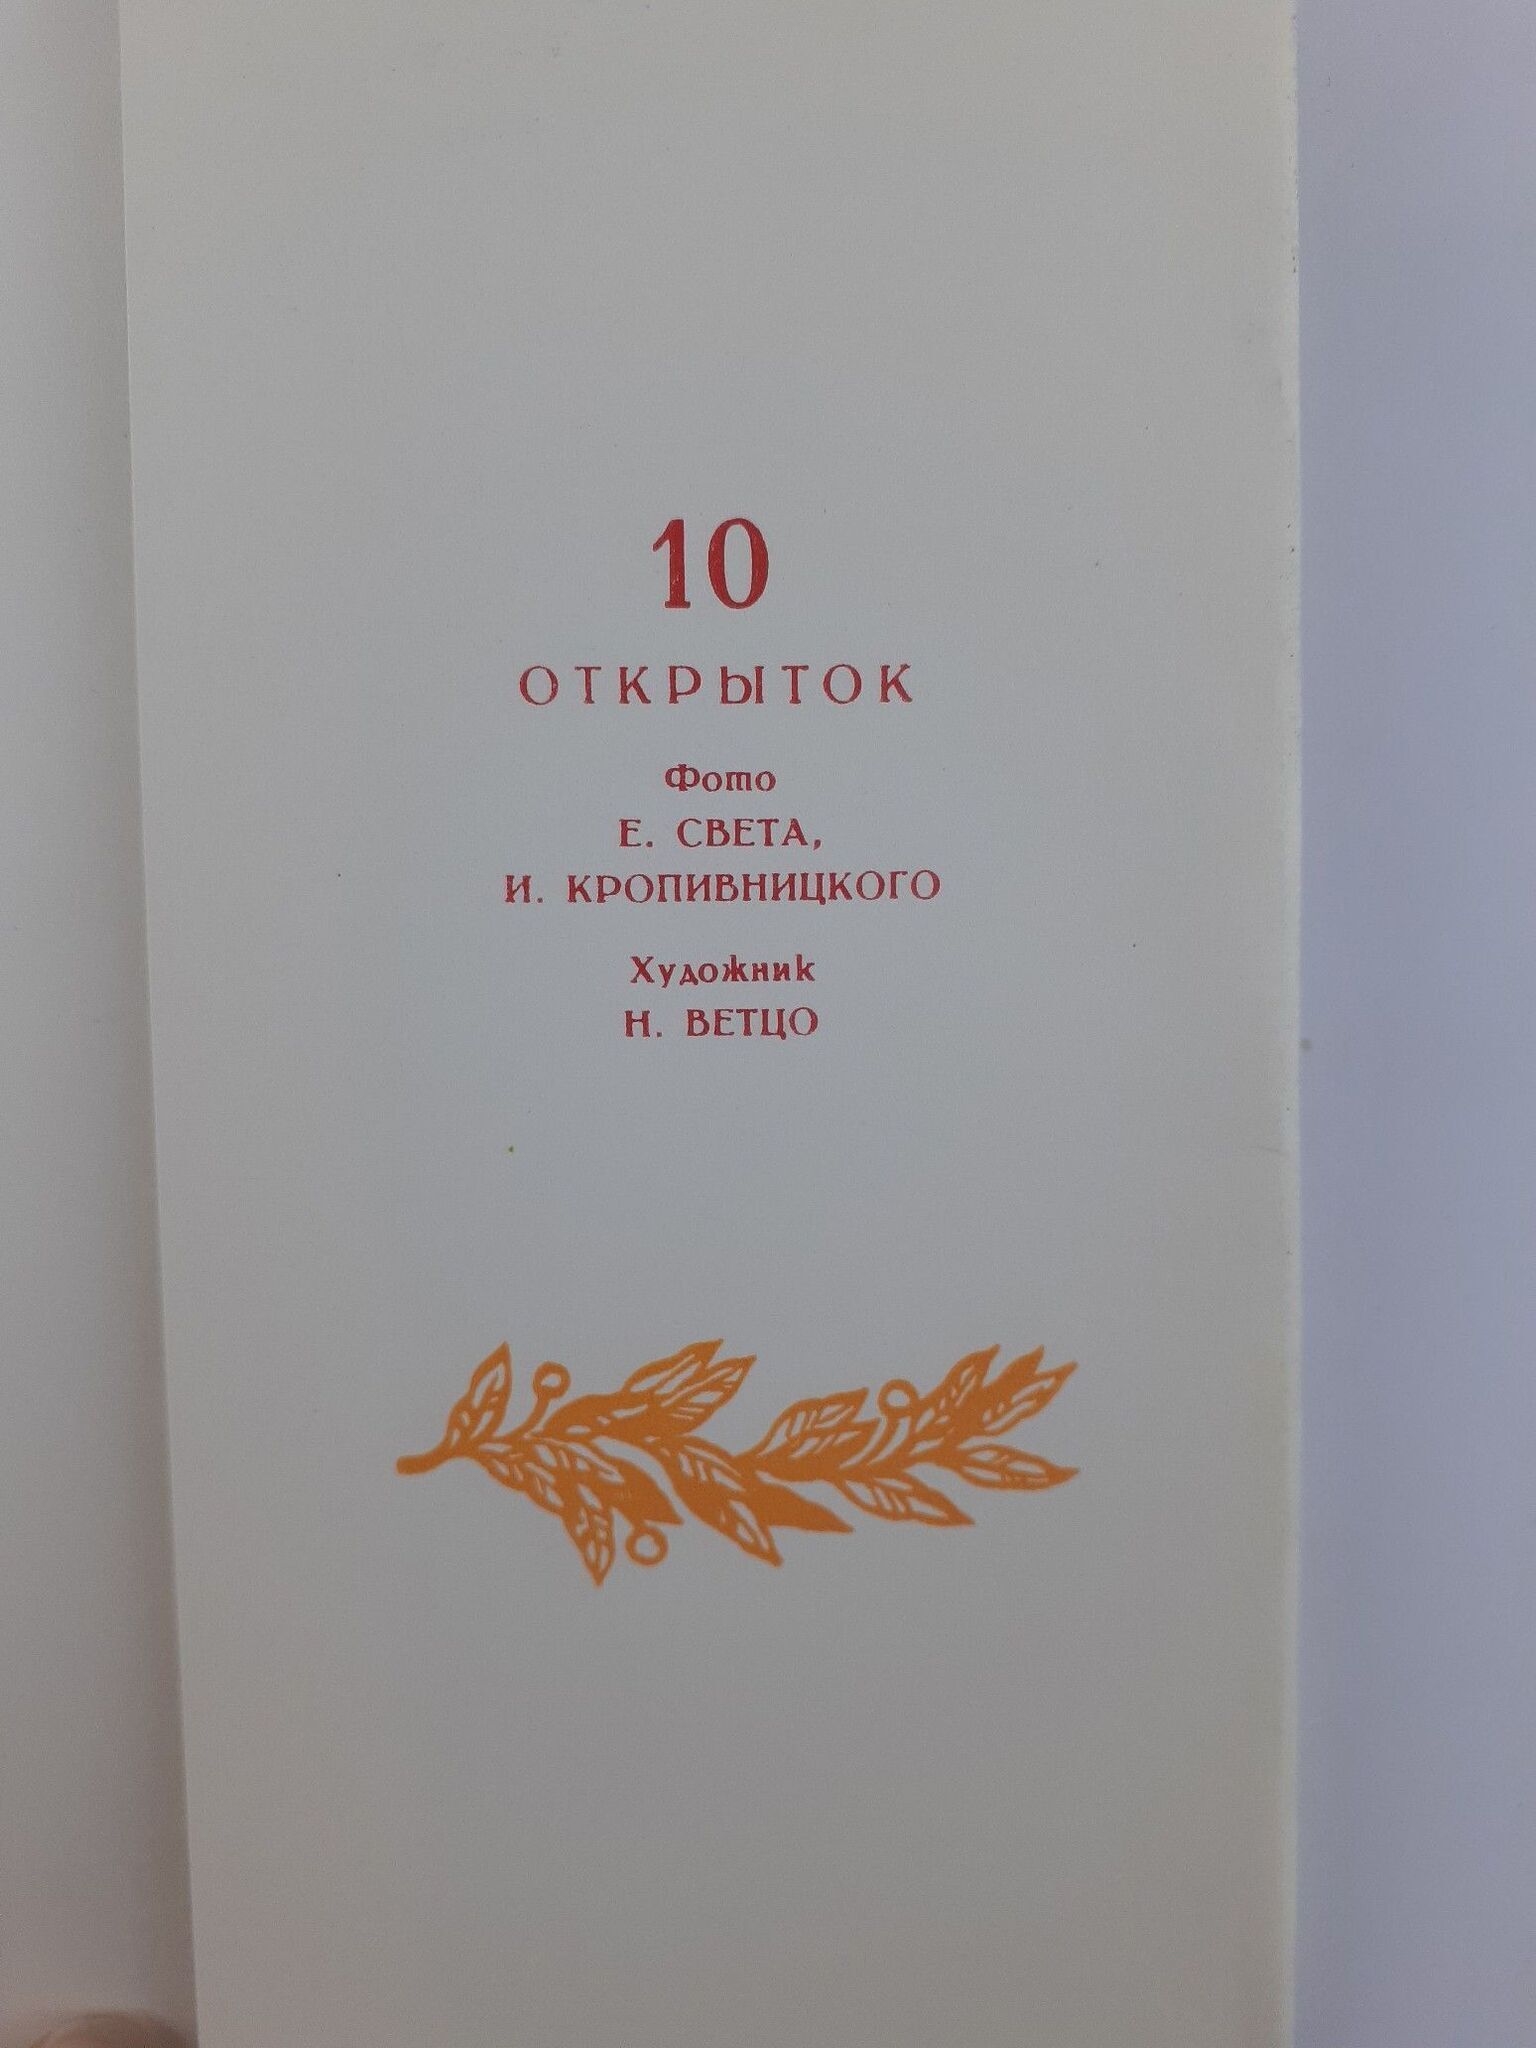 10
ОТКРЫТОК
Фото
Е. СВЕТА,
И. КРОПИВНИЦКОГО
Художник
Н. ВЕТЦО